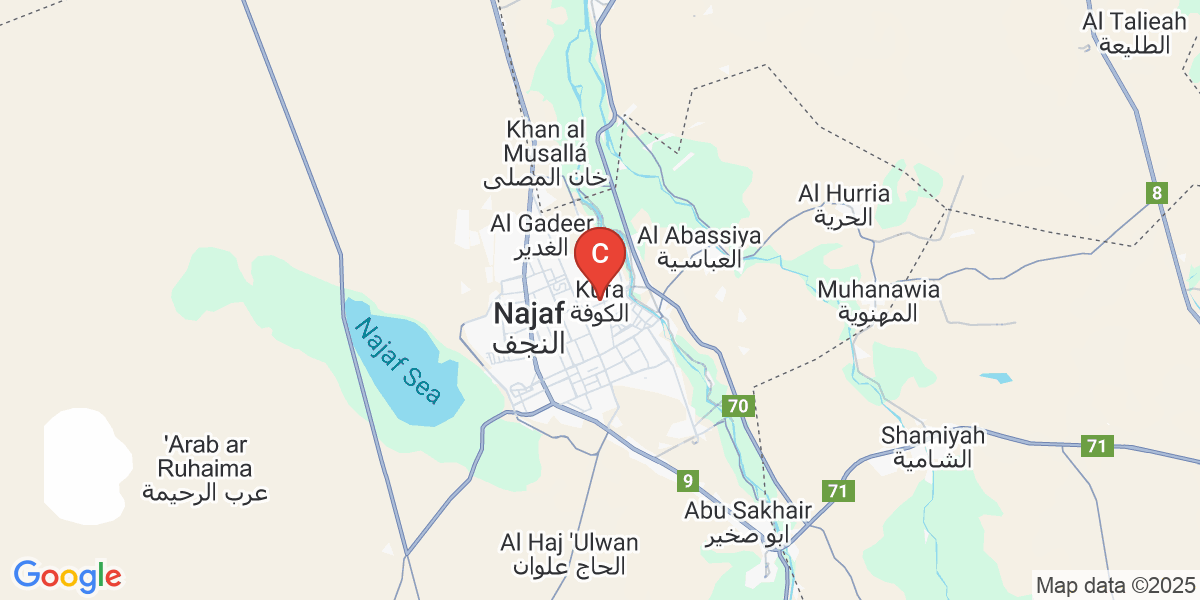 Al Talieah
الطليعة
Khan al
Musallá
خان المصلى
8
Al Hurria
الحرية
Al Gadeer
الغدير
Al Abassiya
العباسية
C
Kufa
الكوفة
Muhanawia
المهنوية
Najaf
النجف
Najaf Sea
70
'Arab ar
Ruhaima
عرب الرحيمة
Shamiyah
الشامية
71
9
71
Abu Sakhair
ابو صخير
Al Haj 'Ulwan
الحاج علوان
Google
Map data ©2025